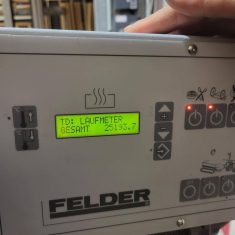 TD: LAUFMETER
GESAMT 25193.7
FELDER